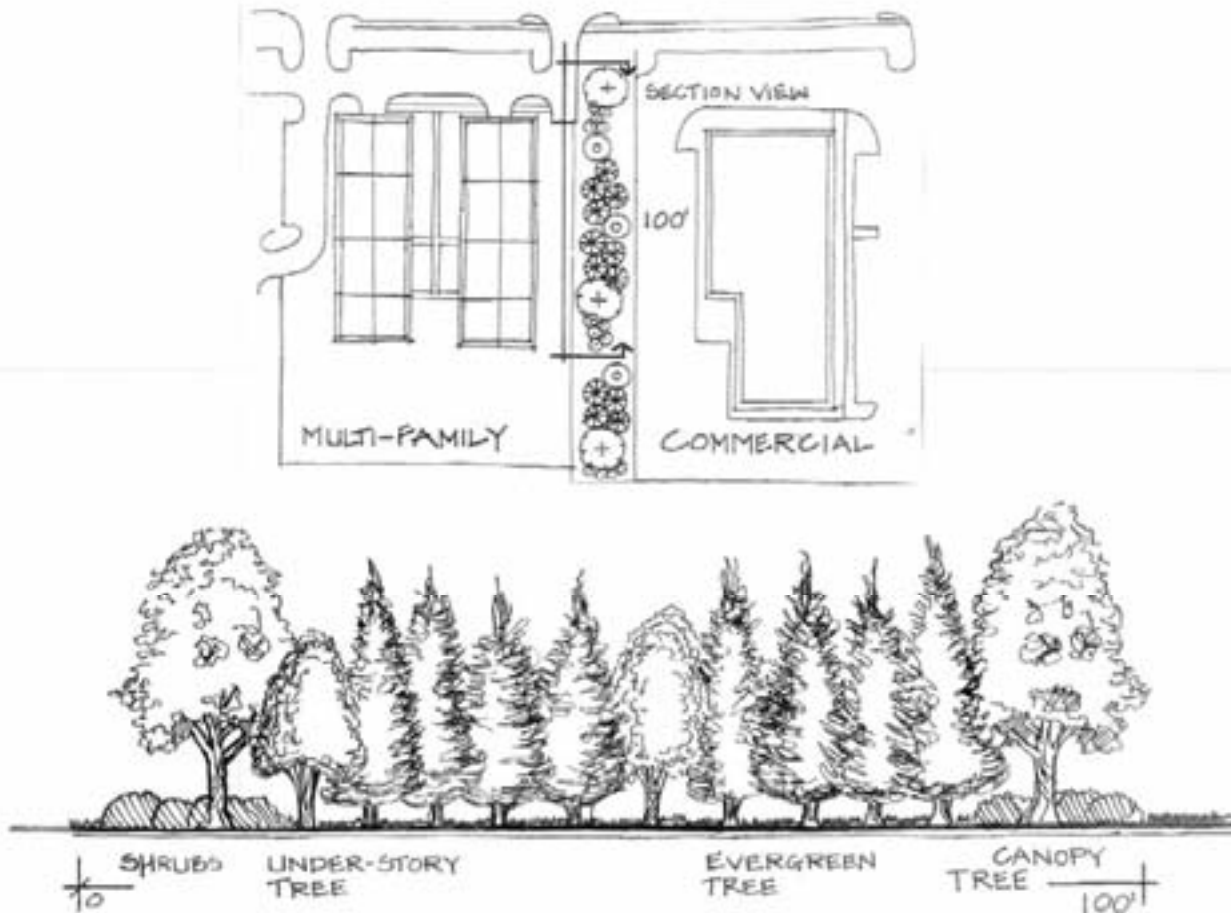 SECTION VIEW
100'
MULTI-FAMILY
COMMERCIAL
SHRUBS
UNDER-STORY
TREE
EVERGREEN
TREE
CANOPY
TREE
0
100'